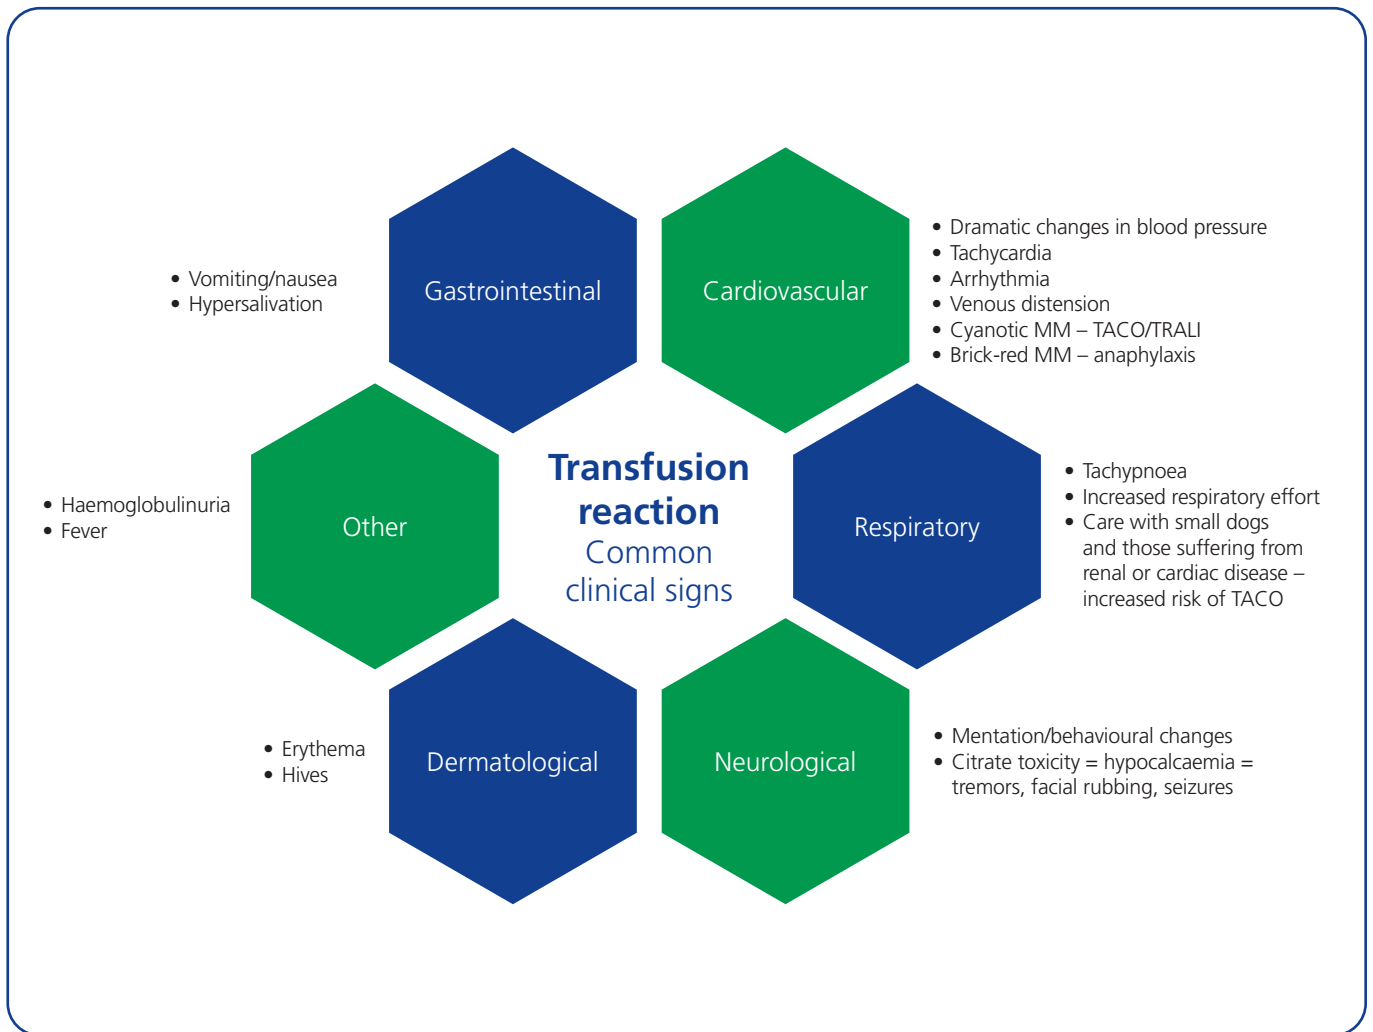 Transfusion
reaction
Common
clinical signs
Gastrointestinal
• Vomiting/nausea
• Hypersalivation
Cardiovascular
• Dramatic changes in blood pressure
• Tachycardia
• Arrhythmia
• Venous distension
• Cyanotic MM – TACO/TRALI
• Brick-red MM – anaphylaxis
Respiratory
• Tachypnoea
• Increased respiratory effort
• Care with small dogs
and those suffering from
renal or cardiac disease –
increased risk of TACO
Neurological
• Mentation/behavioural changes
• Citrate toxicity = hypocalcaemia =
tremors, facial rubbing, seizures
Dermatological
• Erythema
• Hives
Other
• Haemoglobulinuria
• Fever